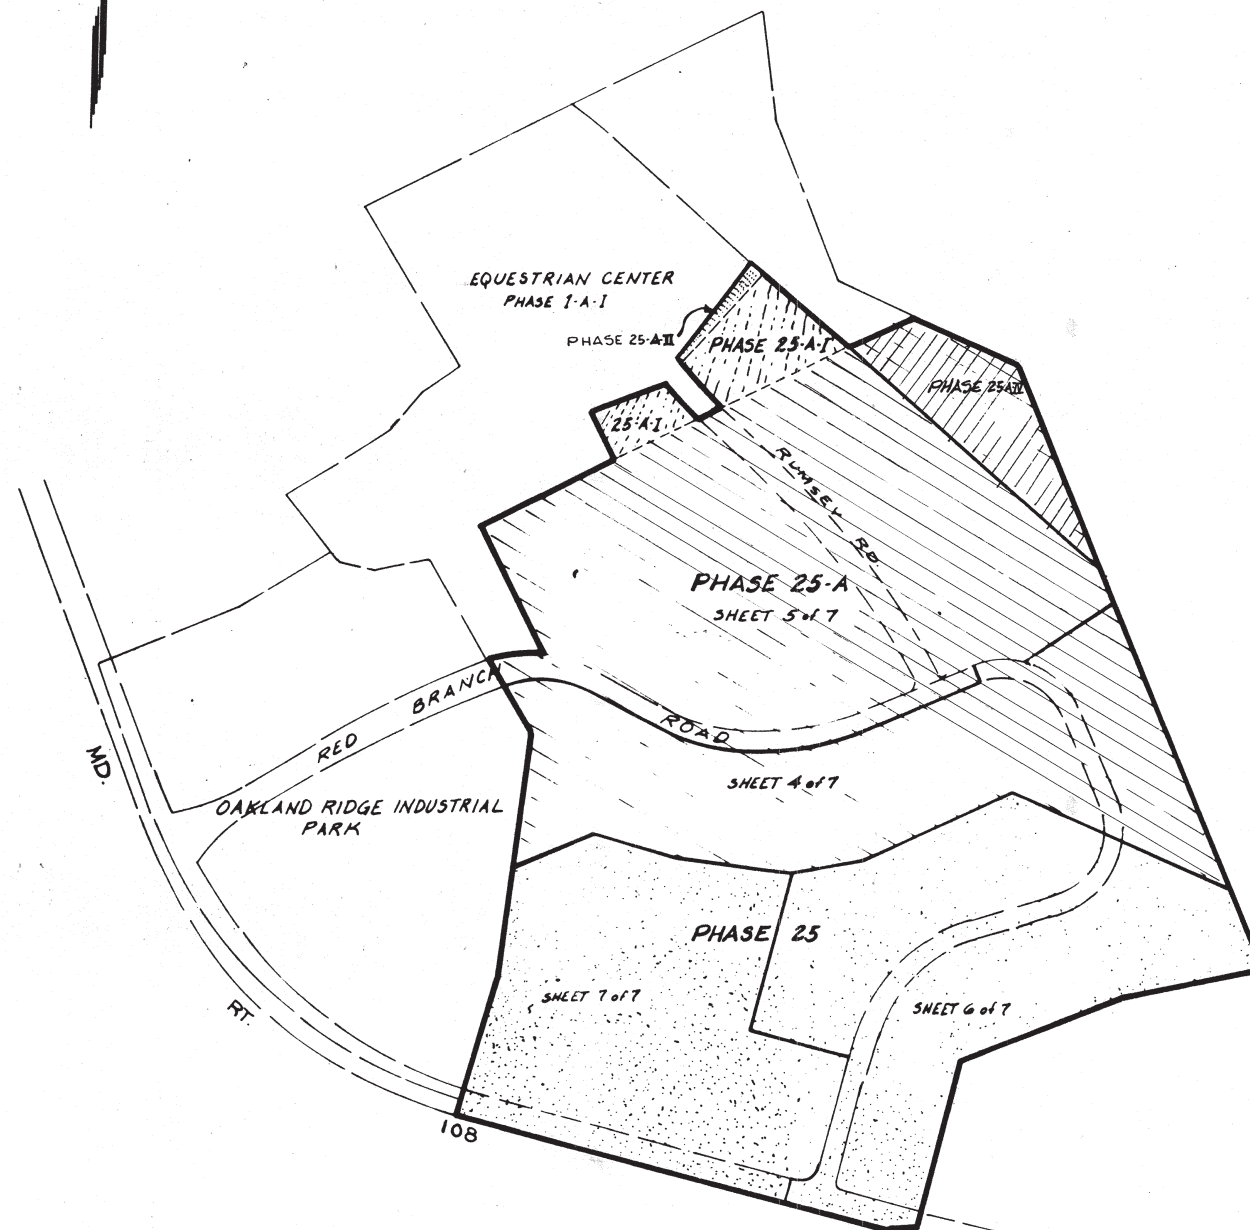 EQUESTRIAN CENTER
PHASE 1-A-I
PHASE 25-A-II
PHASE 25-A-I
PHASE 25A IV
25-A-I
RUMSEY RD
PHASE 25-A
SHEET 5 of 7
RED BRANCH ROAD
MD.
SHEET 4 of 7
OAKLAND RIDGE INDUSTRIAL
PARK
PHASE 25
SHEET 7 of 7
SHEET 6 of 7
RT.
108